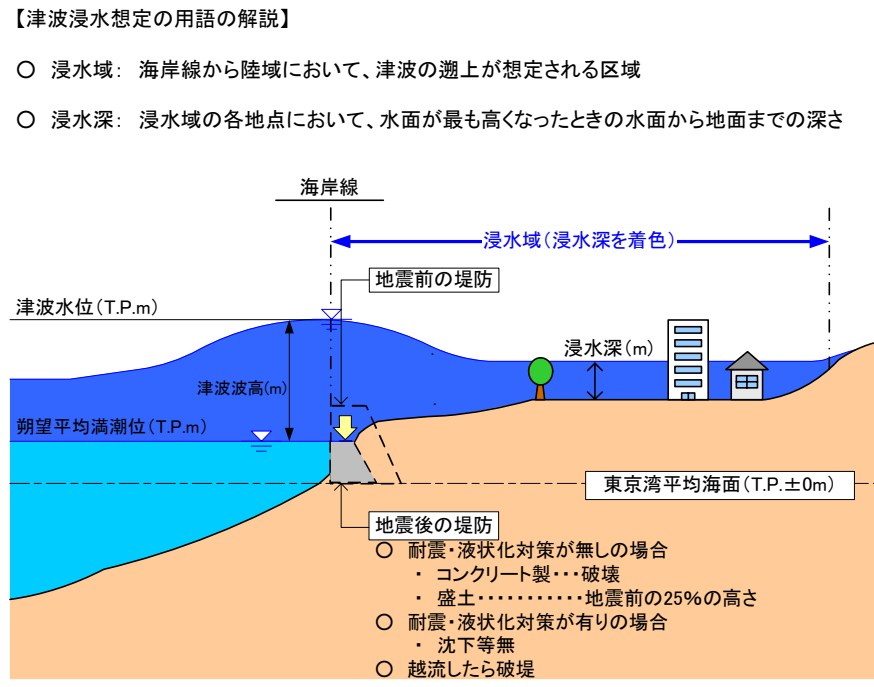 【津波浸水想定の用語の解説】
○ 浸水域： 海岸線から陸域において、津波の遡上が想定される区域
○ 浸水深： 浸水域の各地点において、水面が最も高くなったときの水面から地面までの深さ
海岸線
浸水域（浸水深を着色）
地震前の堤防
津波水位（T.P.m）
浸水深（m）
津波波高（m）
朔望平均満潮位（T.P.m）
東京湾平均海面（T.P.±0m）
地震後の堤防
○ 耐震・液状化対策が無しの場合
・ コンクリート製・・・破壊
・ 盛土・・・・・・・・・・・地震前の25%の高さ
○ 耐震・液状化対策が有りの場合
・ 沈下等無
○ 越流したら破堤